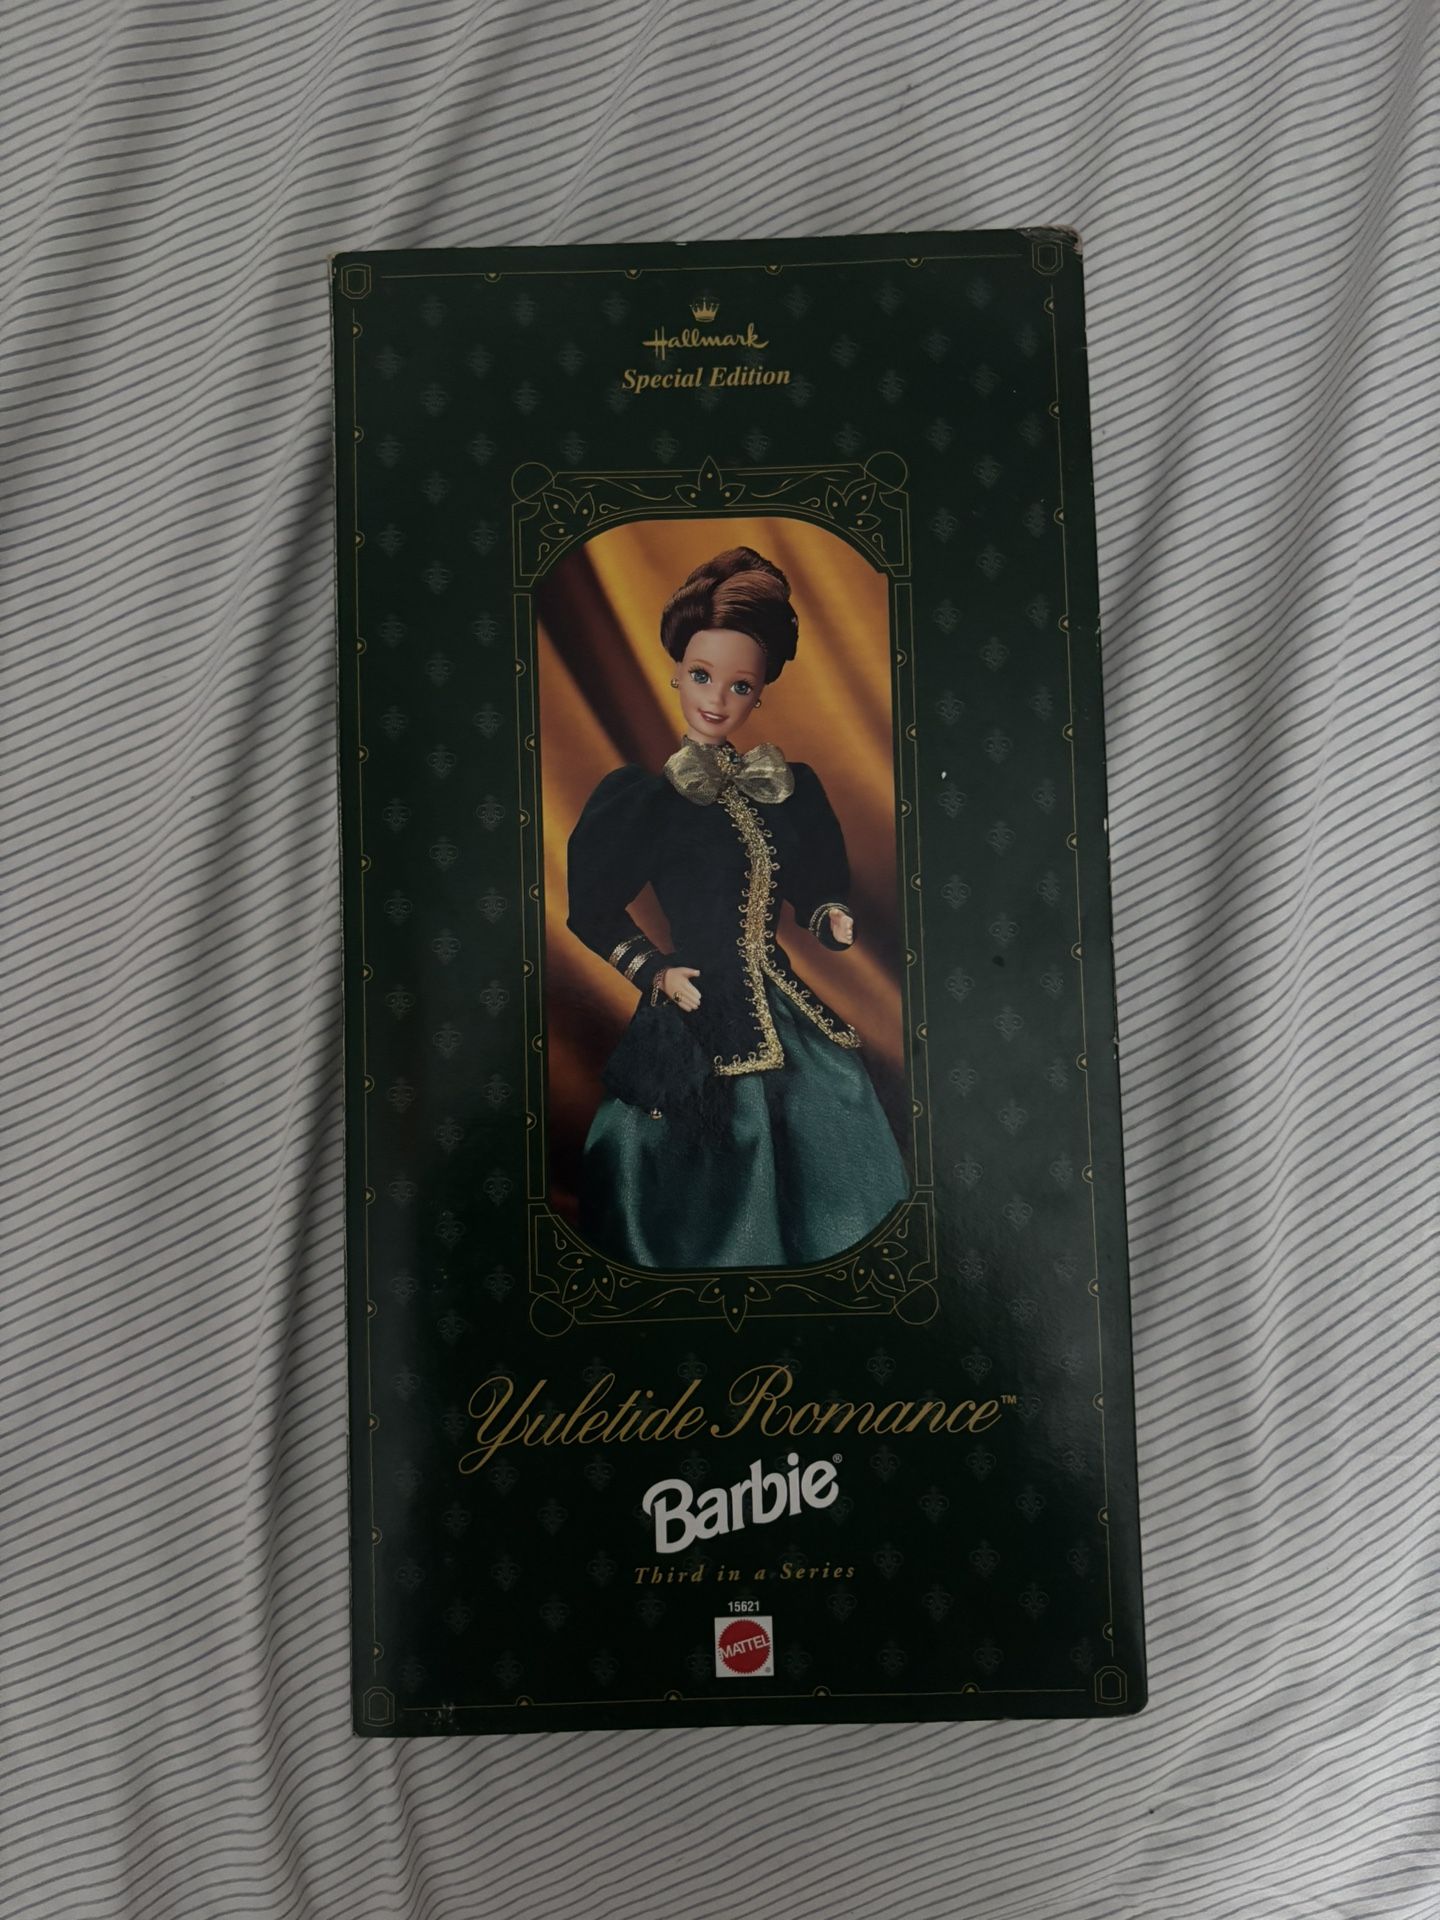 Hallmark
Special Edition
Yuletide Romance™
Barbie®
Third in a Series
15621
MATTEL®